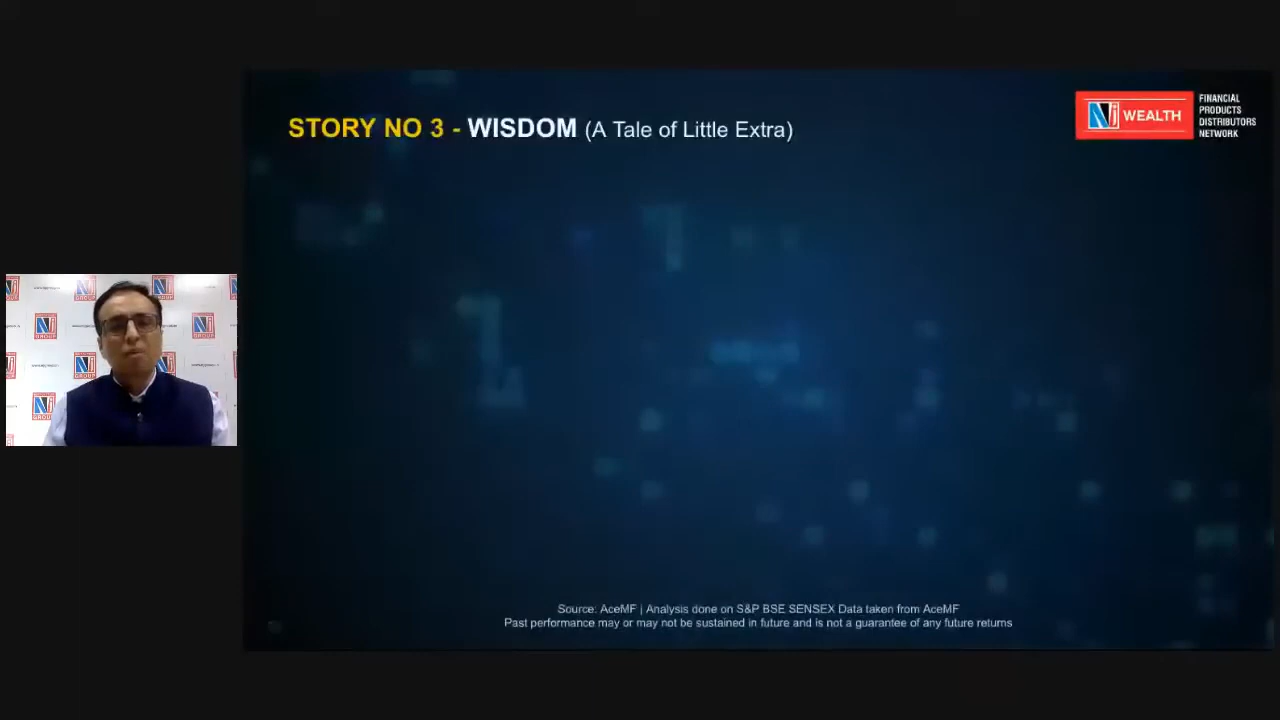 STORY NO 3 - WISDOM (A Tale of Little Extra)
NJ WEALTH
FINANCIAL
PRODUCTS
DISTRIBUTORS
NETWORK
NJ
GROUP
Source: AceMF | Analysis done on S&P BSE SENSEX Data taken from AceMF
Past performance may or may not be sustained in future and is not a guarantee of any future returns